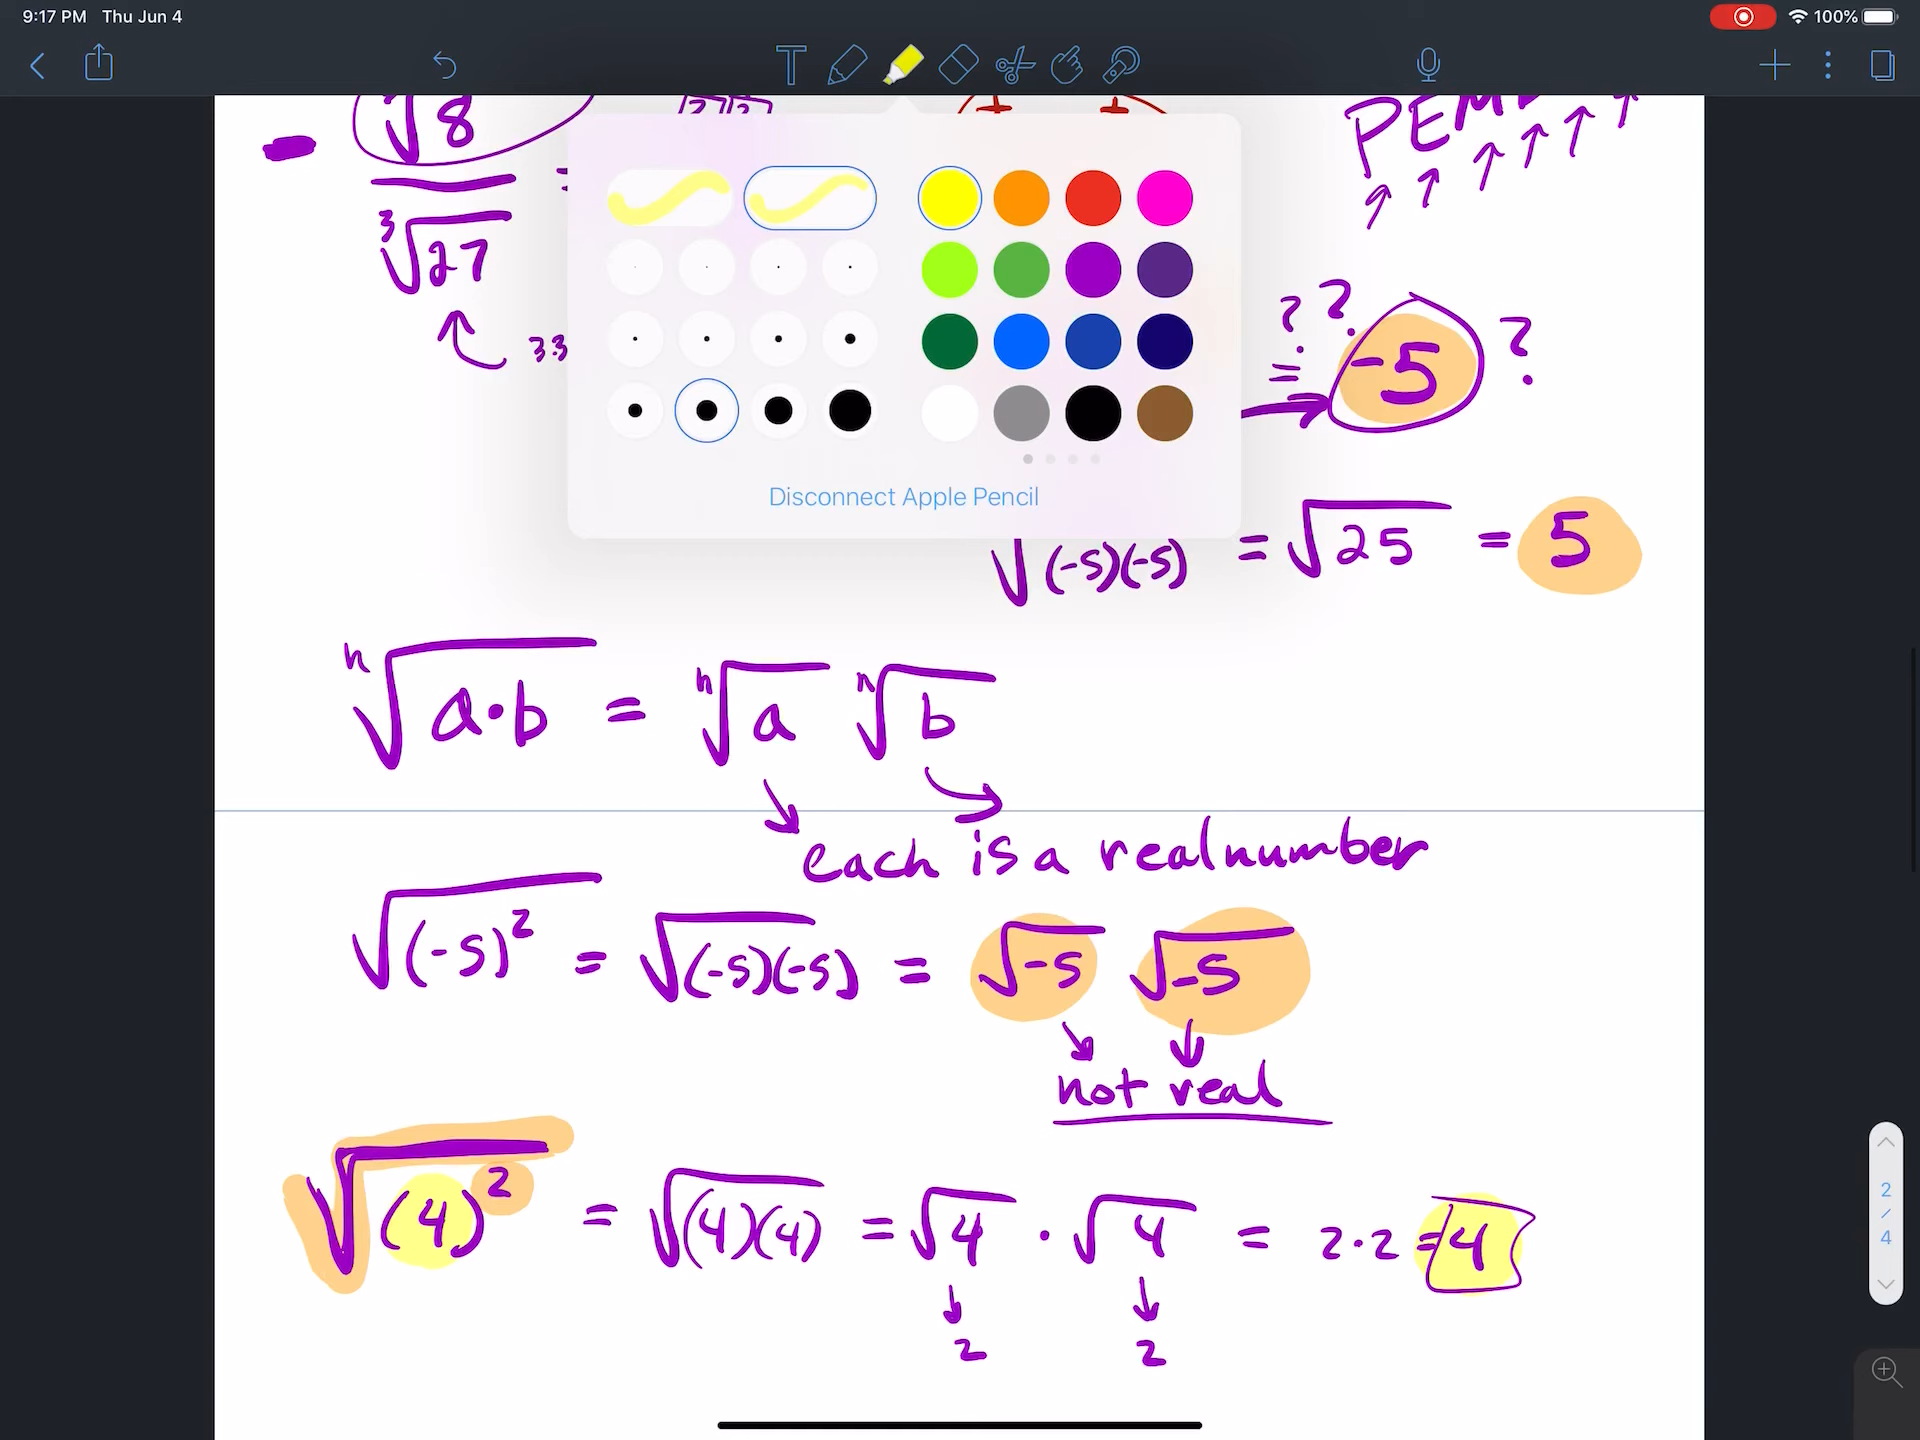 9:17 PM Thu Jun 4
100%
T
- √8
∛27
3·3
? ?
= -5 ?
Disconnect Apple Pencil
√(-5)(-5) = √25 = 5
ⁿ√a·b = ⁿ√a ⁿ√b
each is a real number
√(-5)² = √(-5)(-5) = √-5 √-5
not real
√(4)² = √(4)(4) = √4 · √4 = 2·2 = 4
2 2
2 / 4